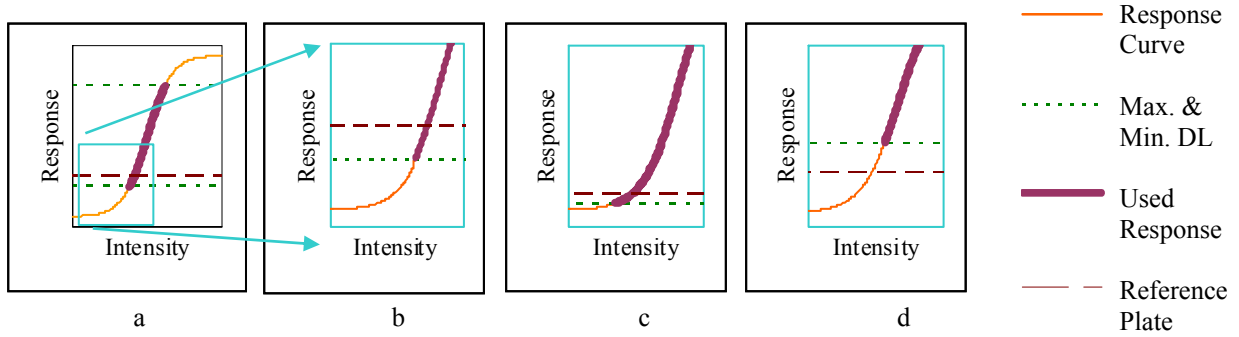 Response
Intensity
a
Response
Intensity
b
Response
Intensity
c
Response
Intensity
d
Response
Curve
Max. &
Min. DL
Used
Response
Reference
Plate